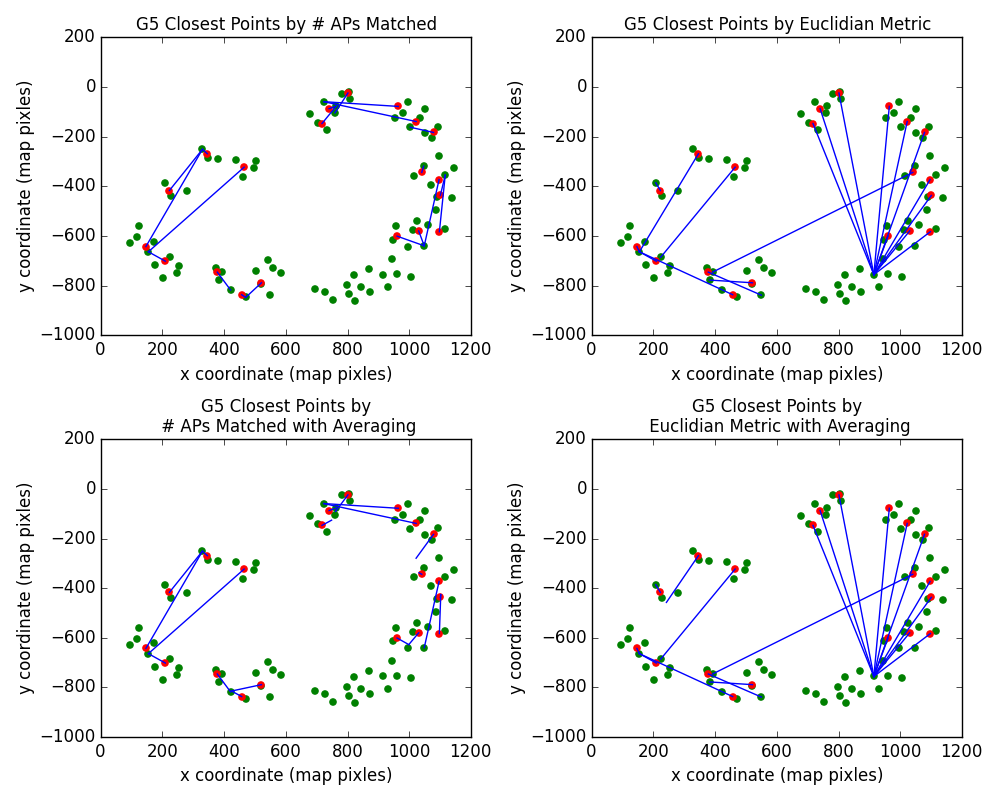 G5 Closest Points by # APs Matched
200
0
−200
−400
−600
−800
−1000
y coordinate (map pixles)
0 200 400 600 800 1000 1200
x coordinate (map pixles)
G5 Closest Points by Euclidian Metric
200
0
−200
−400
−600
−800
−1000
y coordinate (map pixles)
0 200 400 600 800 1000 1200
x coordinate (map pixles)
G5 Closest Points by
# APs Matched with Averaging
200
0
−200
−400
−600
−800
−1000
y coordinate (map pixles)
0 200 400 600 800 1000 1200
x coordinate (map pixles)
G5 Closest Points by
Euclidian Metric with Averaging
200
0
−200
−400
−600
−800
−1000
y coordinate (map pixles)
0 200 400 600 800 1000 1200
x coordinate (map pixles)